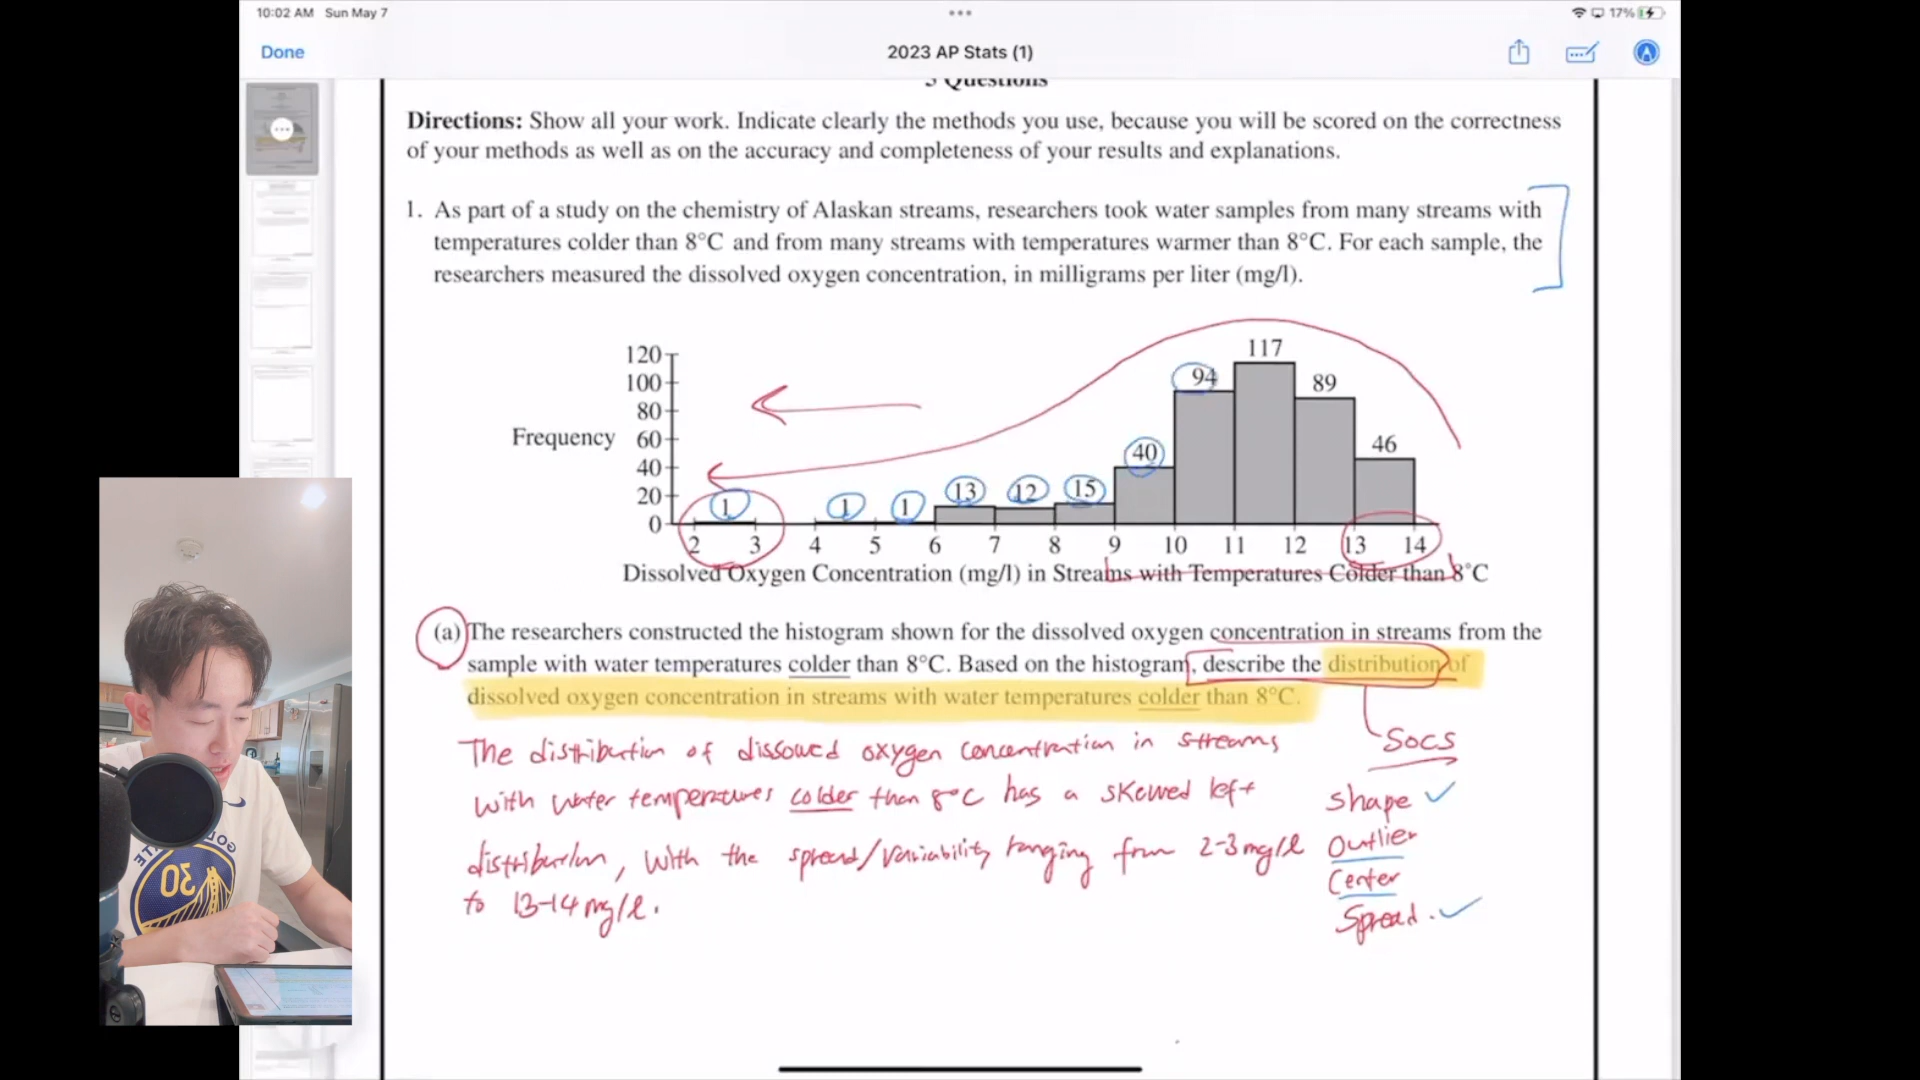 10:02 AM Sun May 7
17%
Done
2023 AP Stats (1)
5 Questions
Directions: Show all your work. Indicate clearly the methods you use, because you will be scored on the correctness
of your methods as well as on the accuracy and completeness of your results and explanations.
1. As part of a study on the chemistry of Alaskan streams, researchers took water samples from many streams with
temperatures colder than 8°C and from many streams with temperatures warmer than 8°C. For each sample, the
researchers measured the dissolved oxygen concentration, in milligrams per liter (mg/l).
120
100
80
60
40
20
0
Frequency
1 1 1 13 12 15 40 94 117 89 46
2 3 4 5 6 7 8 9 10 11 12 13 14
Dissolved Oxygen Concentration (mg/l) in Streams with Temperatures Colder than 8°C
(a) The researchers constructed the histogram shown for the dissolved oxygen concentration in streams from the
sample with water temperatures colder than 8°C. Based on the histogram, describe the distribution of
dissolved oxygen concentration in streams with water temperatures colder than 8°C.
The distribution of dissowed oxygen concentration in streams
with water temperatures colder than 8°C has a skewed left
distribution, with the spread/variability ranging from 2-3mg/l
to 13-14mg/l.
Socs
Shape
Outlier
Center
Spread.
30